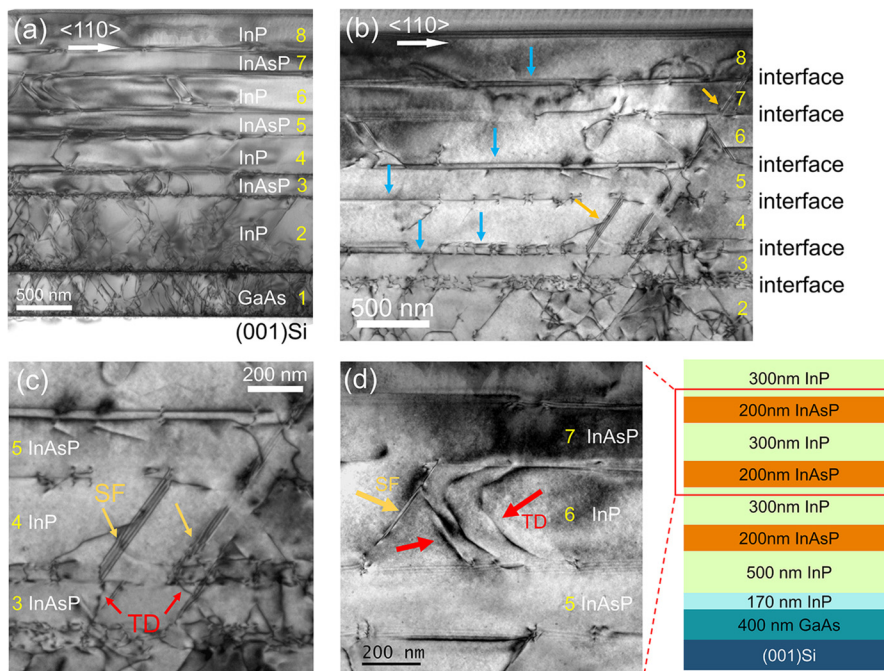 (a)
<110>
InP 8
InAsP 7
InP 6
InAsP 5
InP 4
InAsP 3
InP 2
GaAs 1
500 nm
(001)Si
(b)
<110>
8
interface
7
interface
6
interface
5
interface
4
interface
3
interface
2
500 nm
(c)
200 nm
5 InAsP
SF
4 InP
3 InAsP
TD
(d)
7 InAsP
SF
TD
6 InP
5 InAsP
200 nm
300nm InP
200nm InAsP
300nm InP
200nm InAsP
300nm InP
200nm InAsP
500 nm InP
170 nm InP
400 nm GaAs
(001)Si